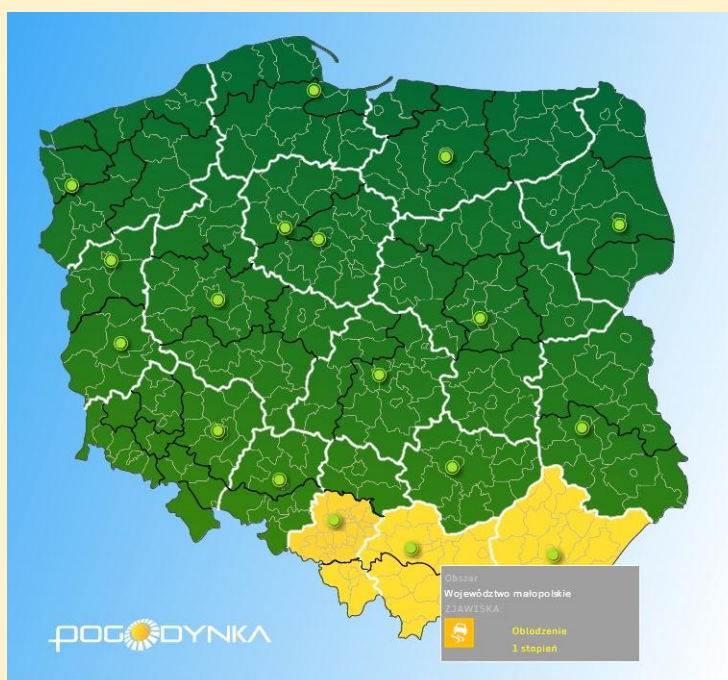 Obszar
Województwo małopolskie
ZJAWISKA:
Oblodzenie
1 stopień
POGODYNKA